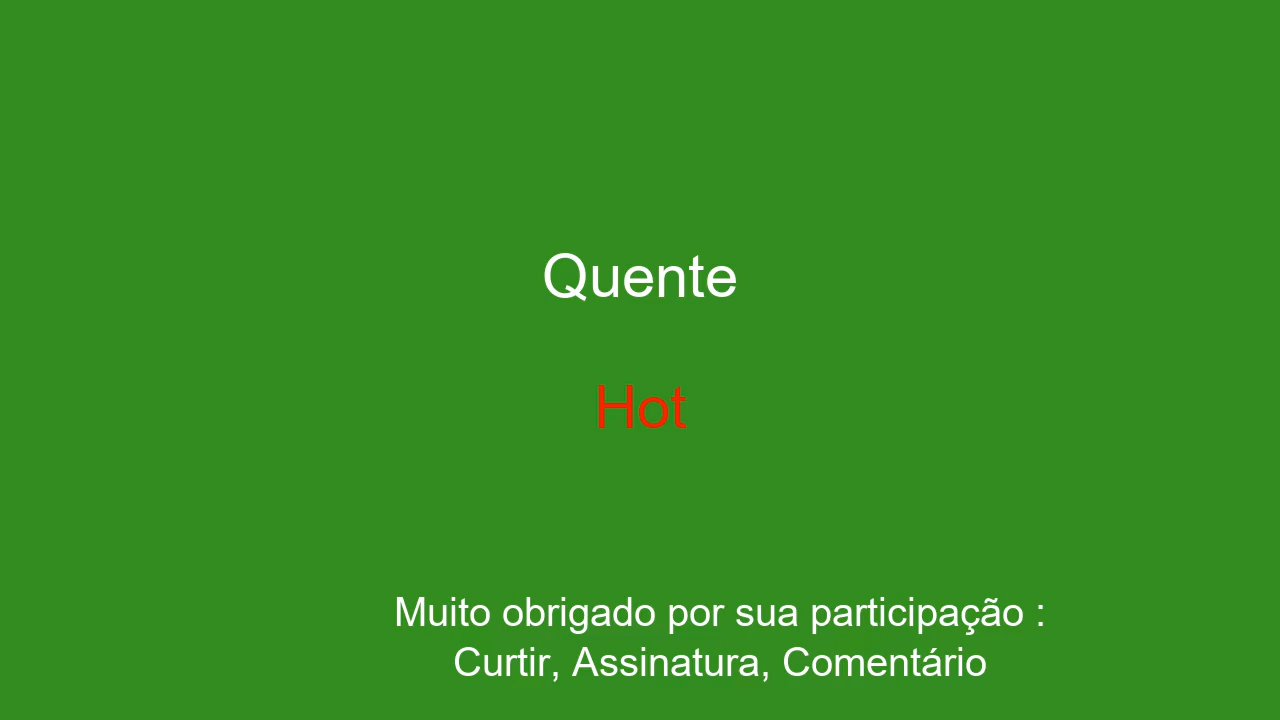 Quente
Hot
Muito obrigado por sua participação :
Curtir, Assinatura, Comentário